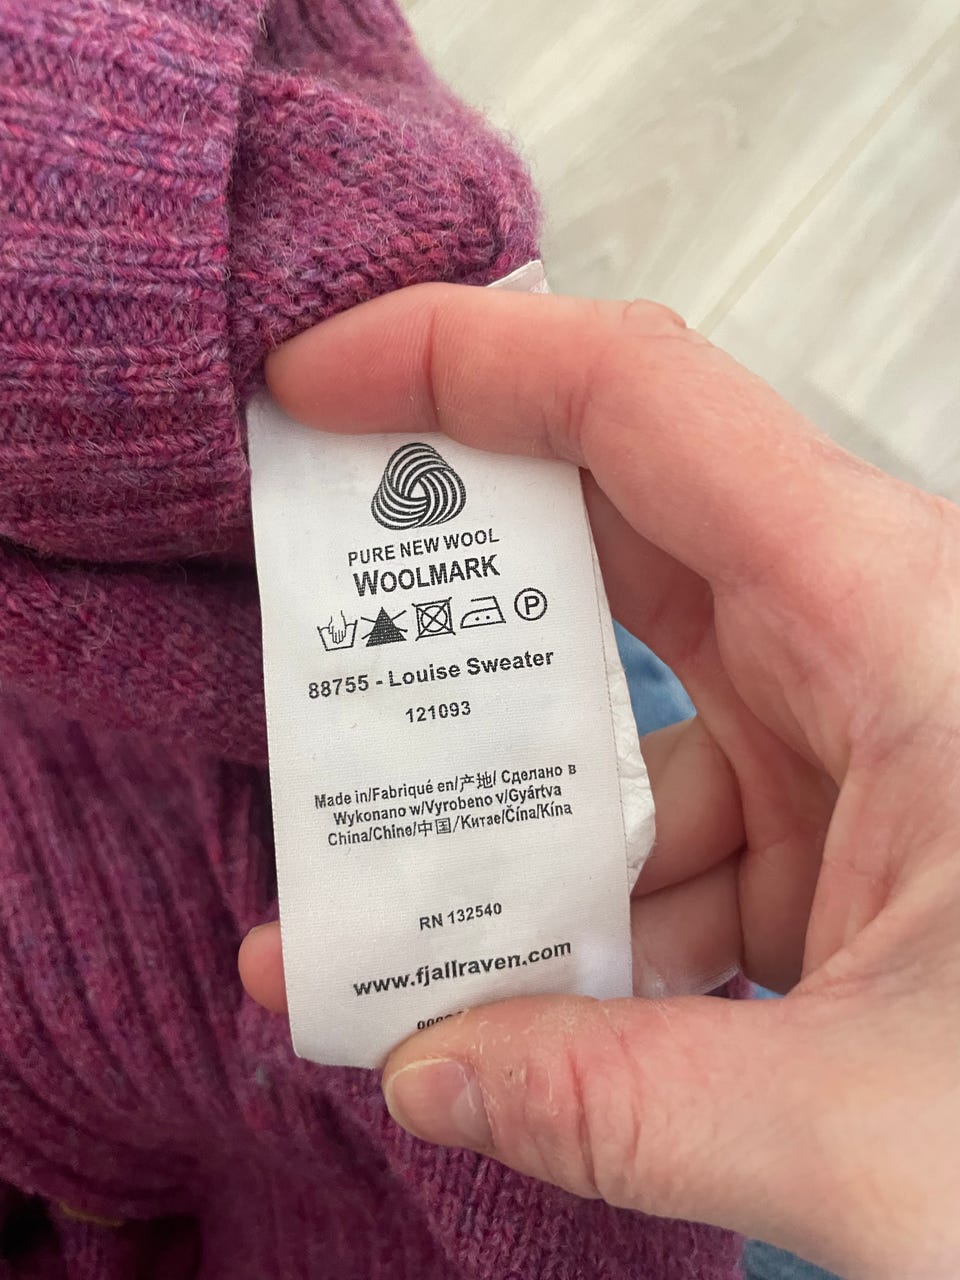 PURE NEW WOOL
WOOLMARK
P
88755 - Louise Sweater
121093
Made in/Fabriqué en/产地/ Сделано в
Wykonano w/Vyrobeno v/Gyártva
China/Chine/中国/Китае/Čína/Kína
RN 132540
www.fjallraven.com